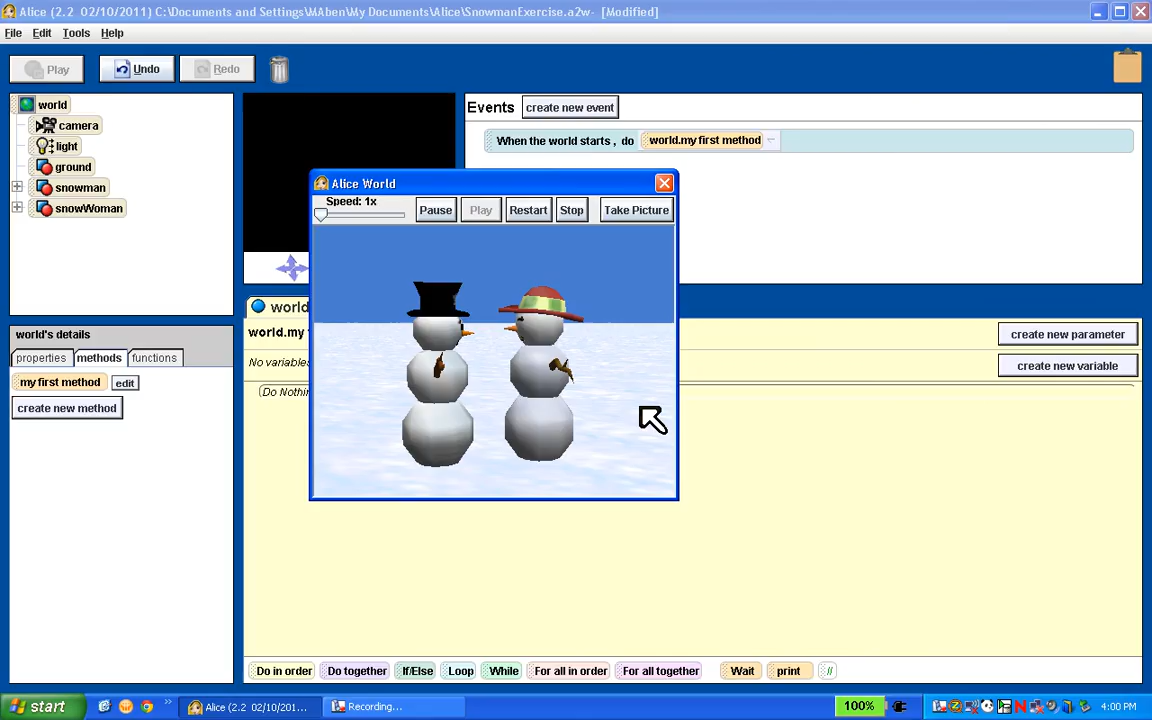 Alice (2.2 02/10/2011) C:\Documents and Settings\MAben\My Documents\Alice\SnowmanExercise.a2w- [Modified]
File Edit Tools Help
Play Undo Redo
world
camera
light
ground
snowman
snowWoman
Events create new event
When the world starts , do world.my first method
Alice World
Speed: 1x
Pause Play Restart Stop Take Picture
world's details
properties methods functions
my first method edit
create new method
world
world.my
create new parameter
No variables
create new variable
(Do Nothin
Do in order Do together If/Else Loop While For all in order For all together Wait print //
start
Alice (2.2 02/10/201...
Recording...
100%
4:00 PM